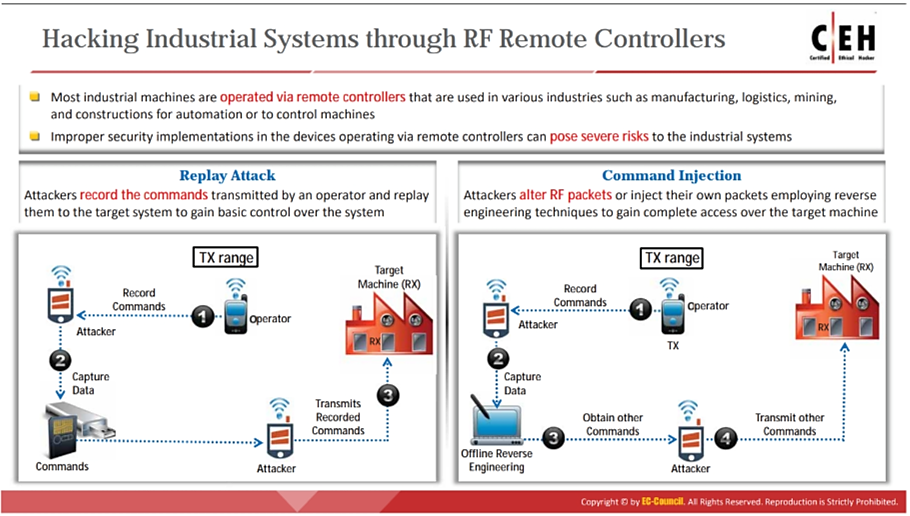 Hacking Industrial Systems through RF Remote Controllers
C|EH
Certified Ethical Hacker
Most industrial machines are operated via remote controllers that are used in various industries such as manufacturing, logistics, mining,
and constructions for automation or to control machines
Improper security implementations in the devices operating via remote controllers can pose severe risks to the industrial systems
Replay Attack
Attackers record the commands transmitted by an operator and replay
them to the target system to gain basic control over the system
TX range
Target
Machine (RX)
Record
Commands
1
Operator
Attacker
RX
2
Capture
Data
3
Transmits
Recorded
Commands
Commands
Attacker
Command Injection
Attackers alter RF packets or inject their own packets employing reverse
engineering techniques to gain complete access over the target machine
TX range
Target
Machine (RX)
Record
Commands
1
Operator
Attacker
TX
RX
2
Capture
Data
Offline Reverse
Engineering
3
Obtain other
Commands
Attacker
4
Transmit other
Commands
Copyright © by EC-Council. All Rights Reserved. Reproduction is Strictly Prohibited.